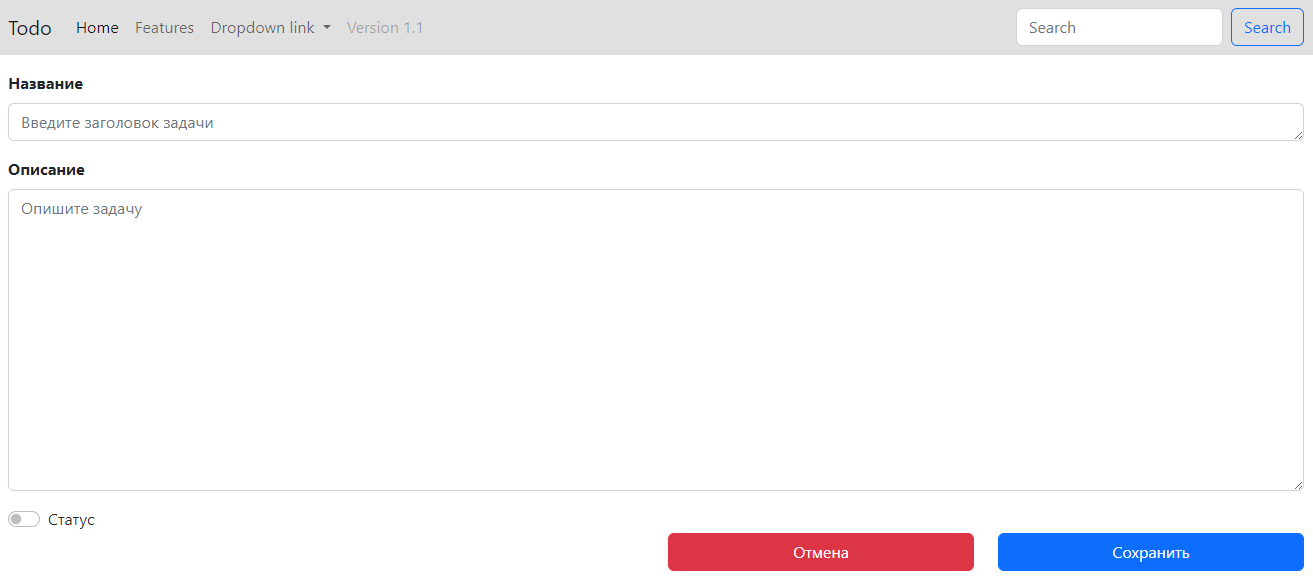 Todo Home Features Dropdown link Version 1.1 Search Search
Название
Введите заголовок задачи
Описание
Опишите задачу
Статус
Отмена Сохранить